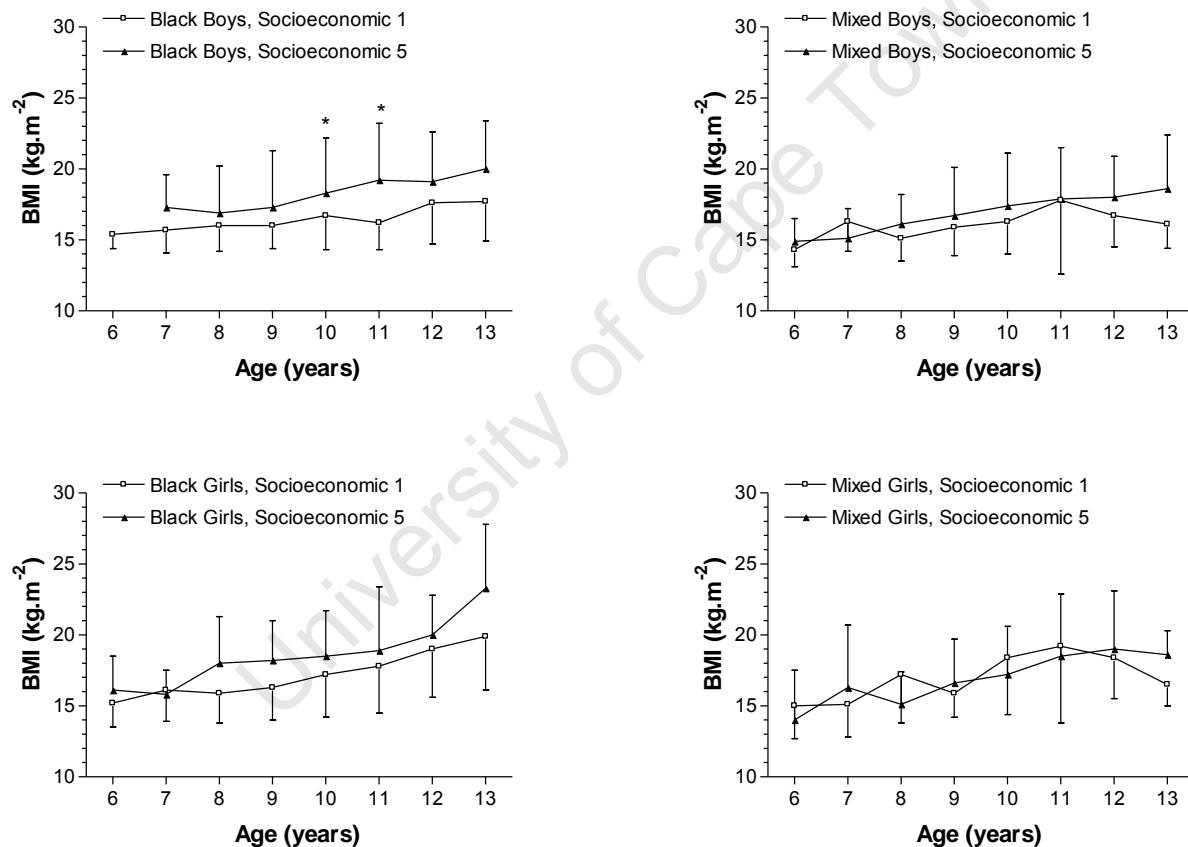 Black Boys, Socioeconomic 1
Black Boys, Socioeconomic 5
30
25
20
15
10
BMI (kg.m-2)
* *
6 7 8 9 10 11 12 13
Age (years)
Mixed Boys, Socioeconomic 1
Mixed Boys, Socioeconomic 5
30
25
20
15
10
BMI (kg.m-2)
6 7 8 9 10 11 12 13
Age (years)
Black Girls, Socioeconomic 1
Black Girls, Socioeconomic 5
30
25
20
15
10
BMI (kg.m-2)
6 7 8 9 10 11 12 13
Age (years)
Mixed Girls, Socioeconomic 1
Mixed Girls, Socioeconomic 5
30
25
20
15
10
BMI (kg.m-2)
6 7 8 9 10 11 12 13
Age (years)
University of Cape Town